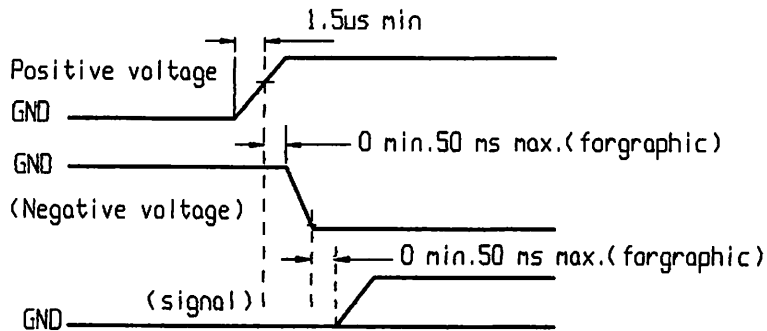 1.5us min
Positive voltage
GND
0 min.50 ms max.(forgraphic)
GND
(Negative voltage)
0 min.50 ms max.(forgraphic)
(signal)
GND